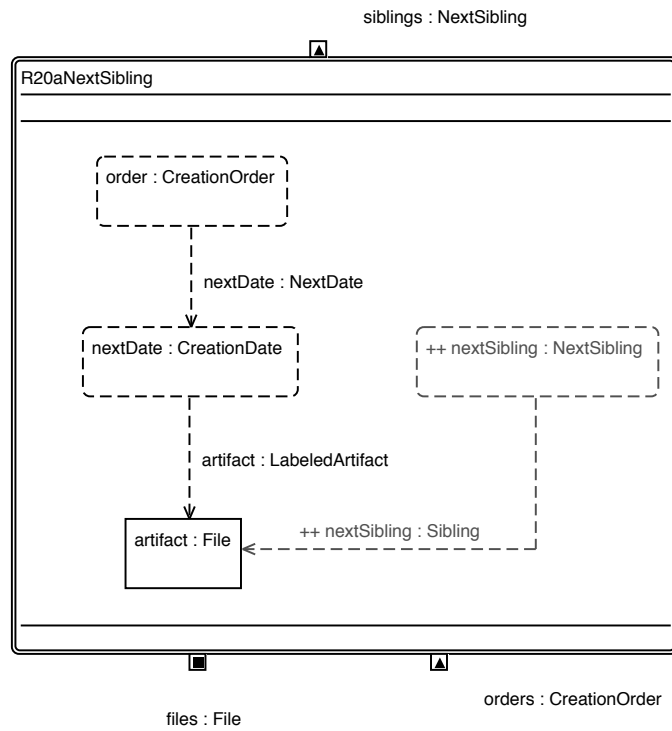 siblings : NextSibling
R20aNextSibling
order : CreationOrder
nextDate : NextDate
nextDate : CreationDate
++ nextSibling : NextSibling
artifact : LabeledArtifact
artifact : File
++ nextSibling : Sibling
orders : CreationOrder
files : File